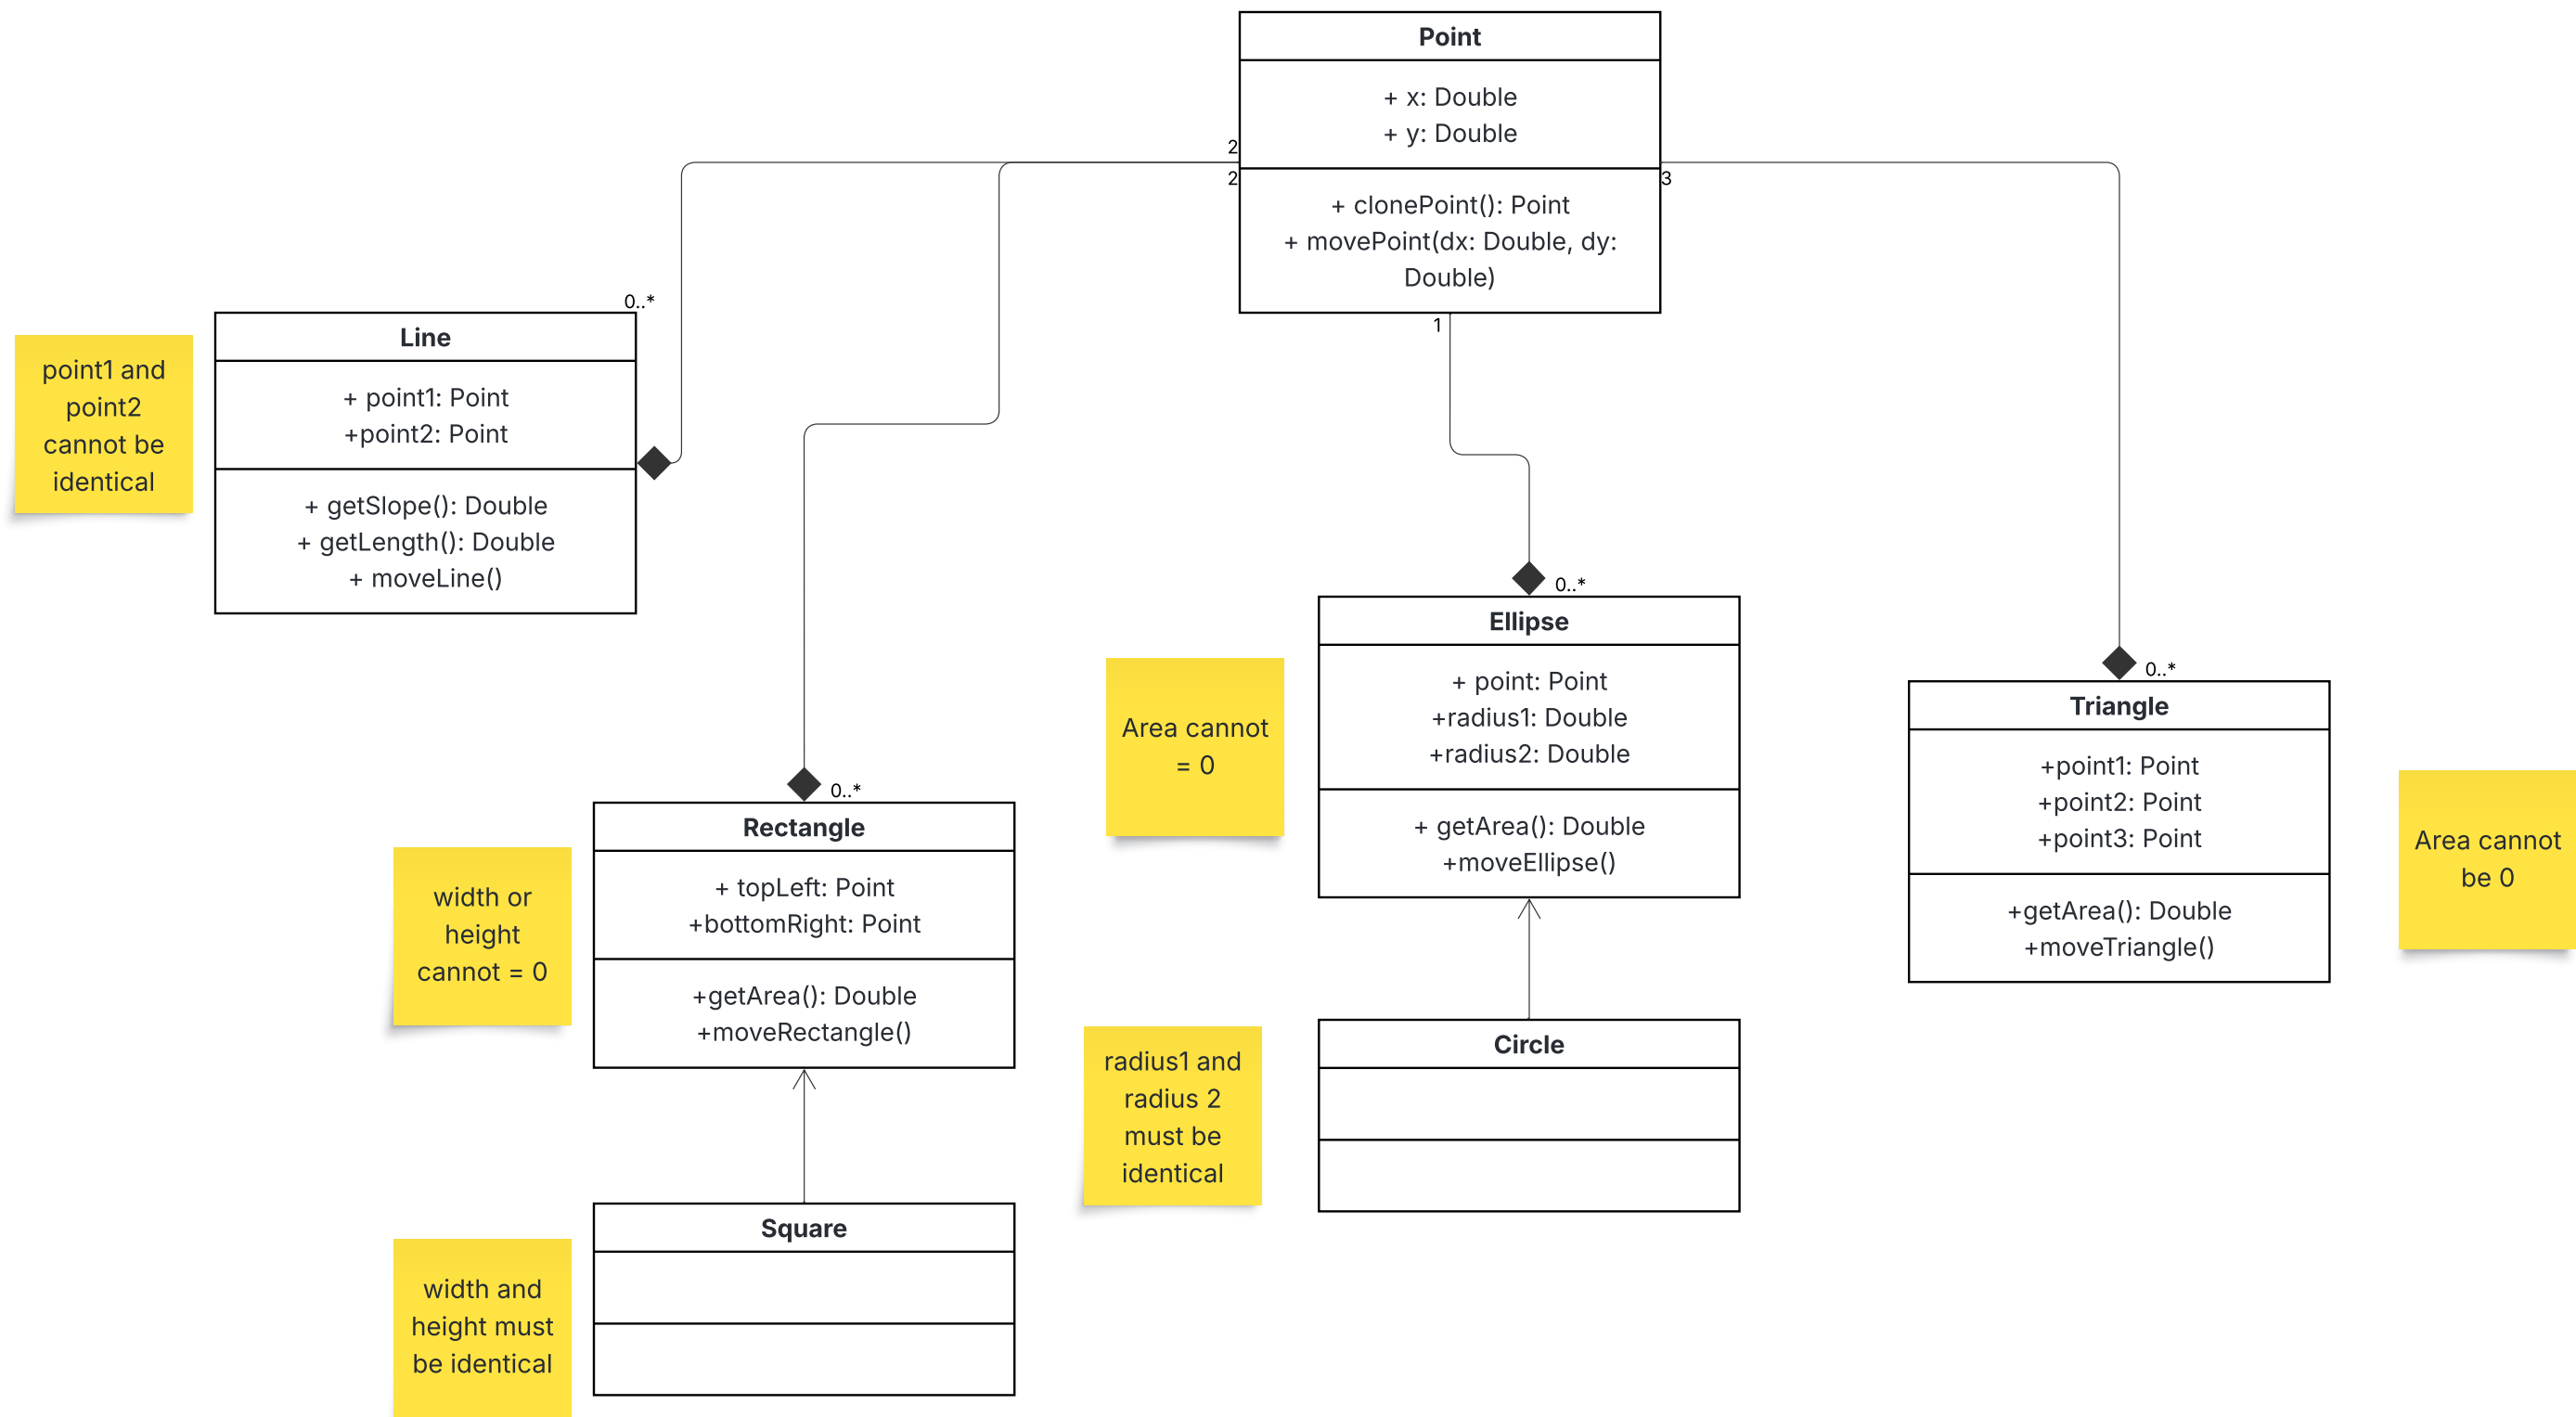 Point
+ x: Double
+ y: Double
+ clonePoint(): Point
+ movePoint(dx: Double, dy:
Double)
2
2
3
1
0..*
Line
+ point1: Point
+point2: Point
+ getSlope(): Double
+ getLength(): Double
+ moveLine()
point1 and
point2
cannot be
identical
0..*
Ellipse
+ point: Point
+radius1: Double
+radius2: Double
+ getArea(): Double
+moveEllipse()
Area cannot
= 0
0..*
Triangle
+point1: Point
+point2: Point
+point3: Point
+getArea(): Double
+moveTriangle()
Area cannot
be 0
0..*
Rectangle
+ topLeft: Point
+bottomRight: Point
+getArea(): Double
+moveRectangle()
width or
height
cannot = 0
Circle
radius1 and
radius 2
must be
identical
Square
width and
height must
be identical